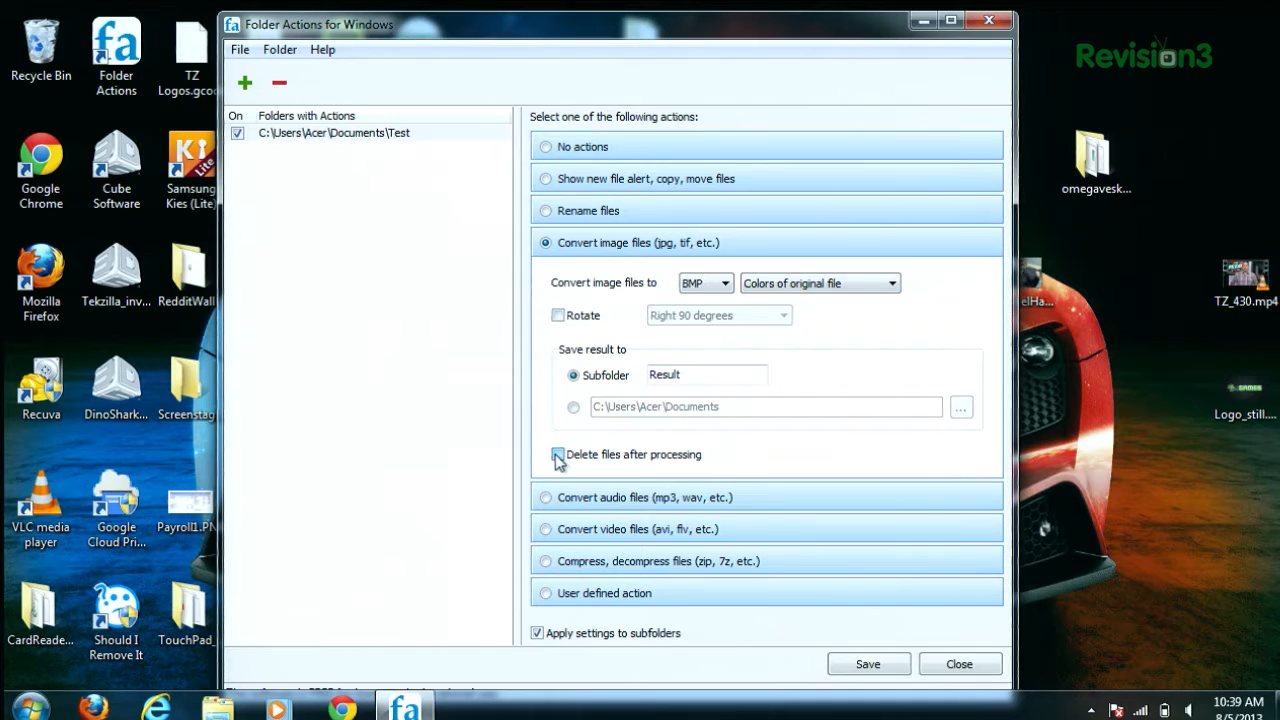 Folder Actions for Windows
File Folder Help
On Folders with Actions
C:\Users\Acer\Documents\Test
Select one of the following actions:
No actions
Show new file alert, copy, move files
Rename files
Convert image files (jpg, tif, etc.)
Convert image files to BMP Colors of original file
Rotate Right 90 degrees
Save result to
Subfolder Result
C:\Users\Acer\Documents ...
Delete files after processing
Convert audio files (mp3, wav, etc.)
Convert video files (avi, flv, etc.)
Compress, decompress files (zip, 7z, etc.)
User defined action
Apply settings to subfolders
Save Close
Recycle Bin
Folder
Actions
TZ
Logos.gcoc
Google
Chrome
Cube
Software
Samsung
Kies (Lite)
Ki
Lite
Mozilla
Firefox
Tekzilla_inv...
RedditWall
Recuva
DinoShark...
Screenstag
VLC media
player
Google
Cloud Pri...
Payroll1.PN
CardReade...
Should I
Remove It
TouchPad_
Revision3
omegavesk...
elHa...
TZ_430.mp4
GAMES
Logo_still....
fa
fa
fa
10:39 AM
8/5/2013